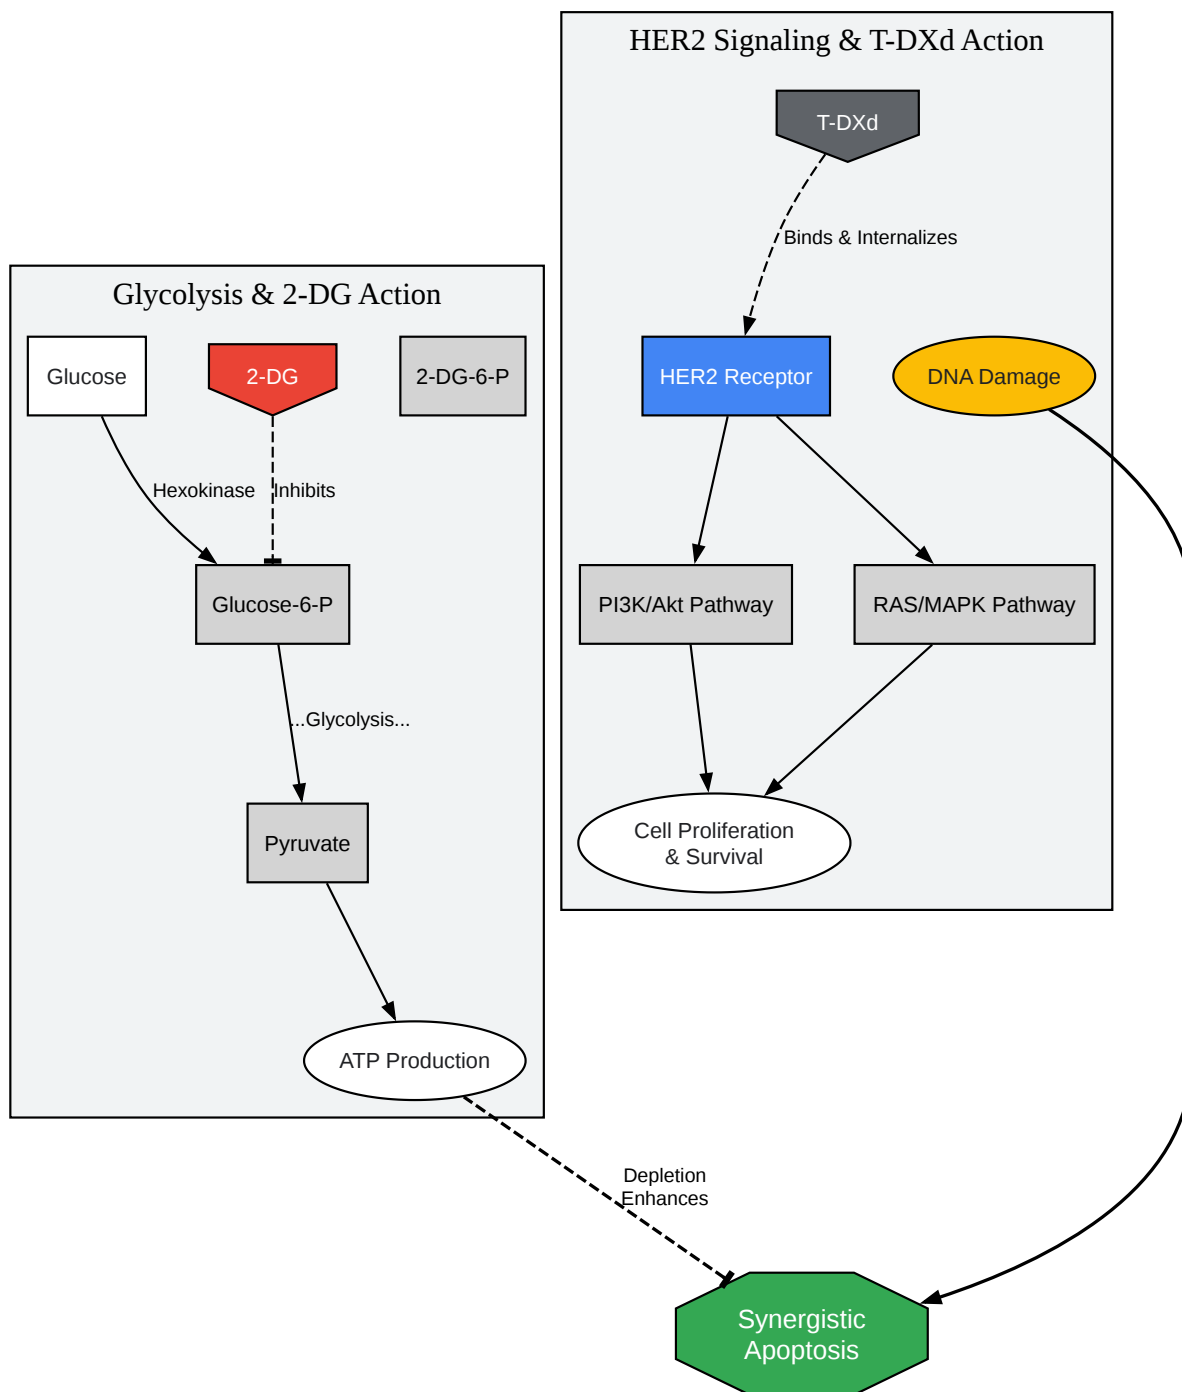 HER2 Signaling & T-DXd Action
T-DXd
Binds & Internalizes
HER2 Receptor
DNA Damage
PI3K/Akt Pathway
RAS/MAPK Pathway
Cell Proliferation
& Survival
Glycolysis & 2-DG Action
Glucose
2-DG
2-DG-6-P
Hexokinase
Inhibits
Glucose-6-P
...Glycolysis...
Pyruvate
ATP Production
Depletion
Enhances
Synergistic
Apoptosis